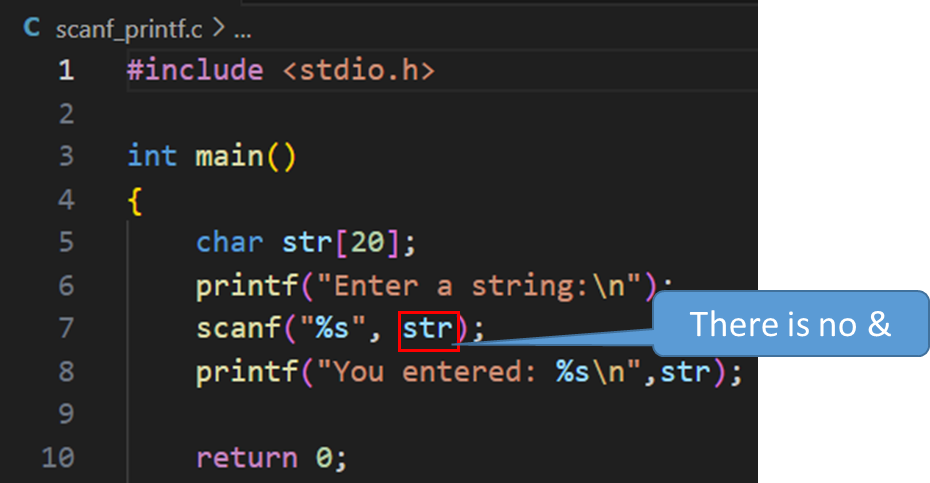 C scanf_printf.c > ...
1 #include <stdio.h>
2
3 int main()
4 {
5 char str[20];
6 printf("Enter a string:\n");
7 scanf("%s", str);
There is no &
8 printf("You entered: %s\n",str);
9
10 return 0;